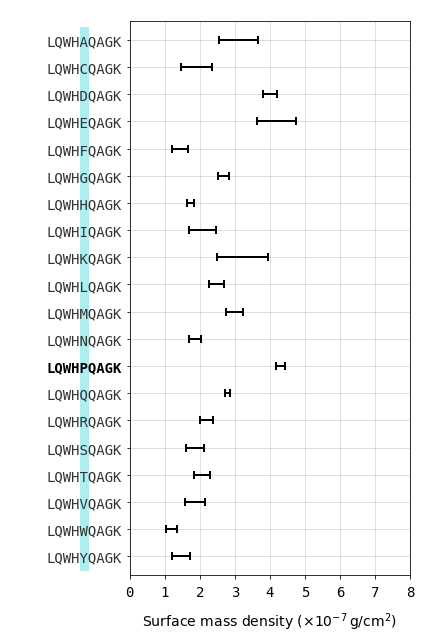 LQWHAQAGK
LQWHCQAGK
LQWHDQAGK
LQWHEQAGK
LQWHFQAGK
LQWHGQAGK
LQWHHQAGK
LQWHIQAGK
LQWHKQAGK
LQWHLQAGK
LQWHMQAGK
LQWHNQAGK
LQWHPQAGK
LQWHQQAGK
LQWHRQAGK
LQWHSQAGK
LQWHTQAGK
LQWHVQAGK
LQWHWQAGK
LQWHYQAGK
0 1 2 3 4 5 6 7 8
Surface mass density (×10⁻⁷ g/cm²)